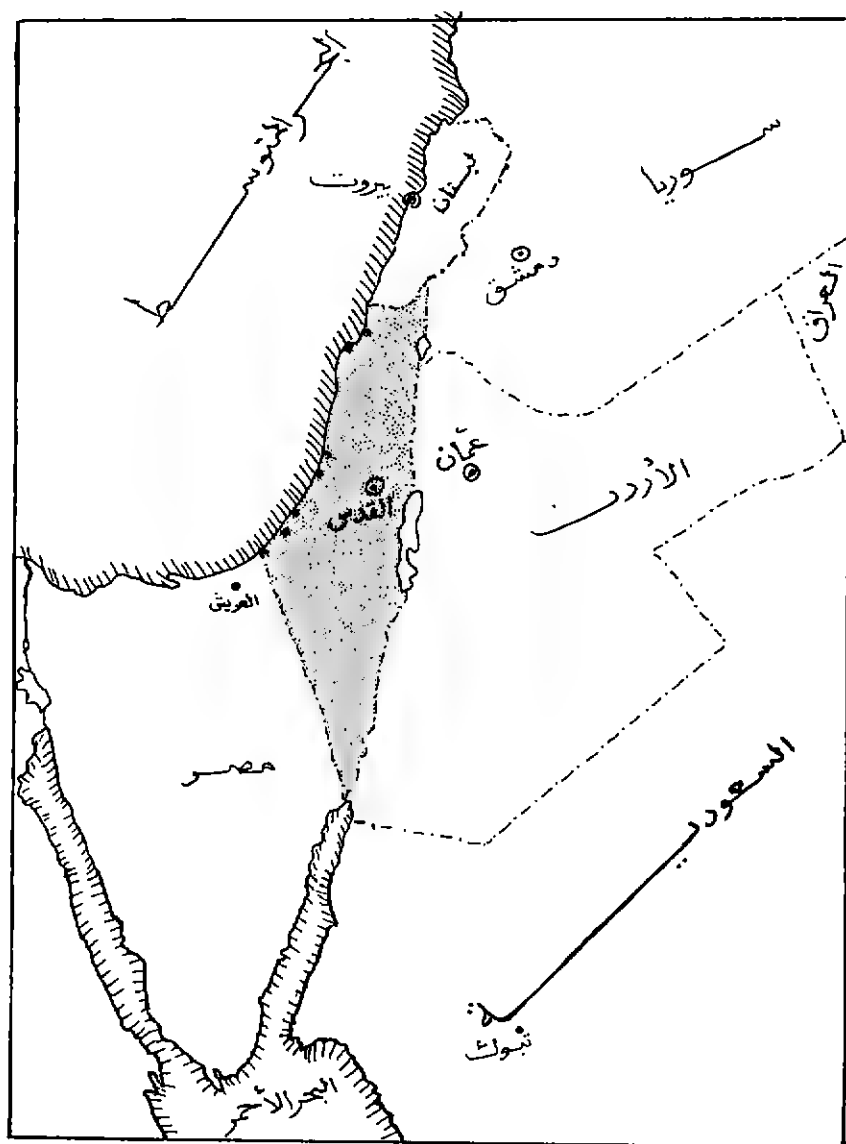 البحر المتوسط
سوريا
لبنان
بيروت
دمشق
العراق
عمّان
الأردن
القدس
العريش
مصر
السعودية
تبوك
البحر الأحمر